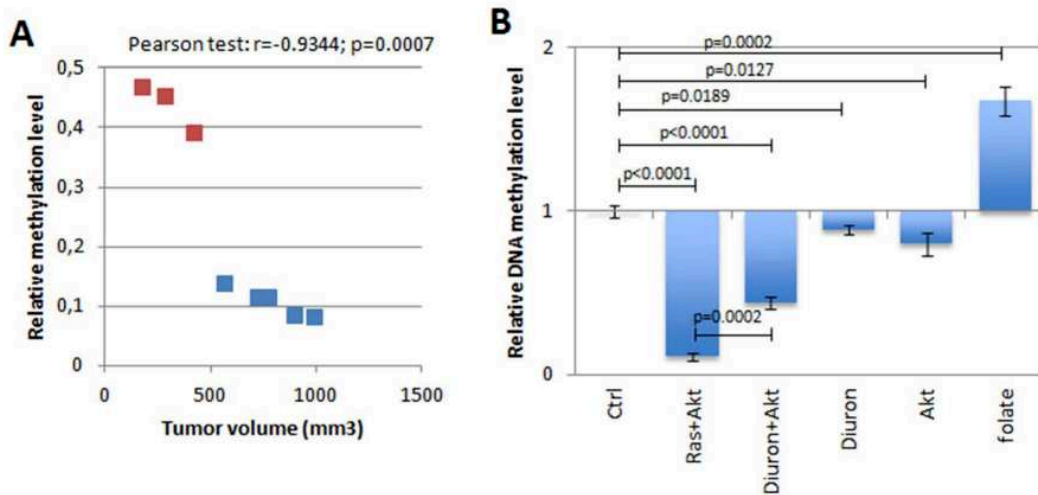 A
Pearson test: r=-0.9344; p=0.0007
0,5
0,4
0,3
0,2
0,1
0
0
500
1000
1500
Relative methylation level
Tumor volume (mm3)
B
2
1
0
Relative DNA methylation level
p=0.0002
p=0.0127
p=0.0189
p<0.0001
p<0.0001
p=0.0002
Ctrl
Ras+Akt
Diuron+Akt
Diuron
Akt
folate